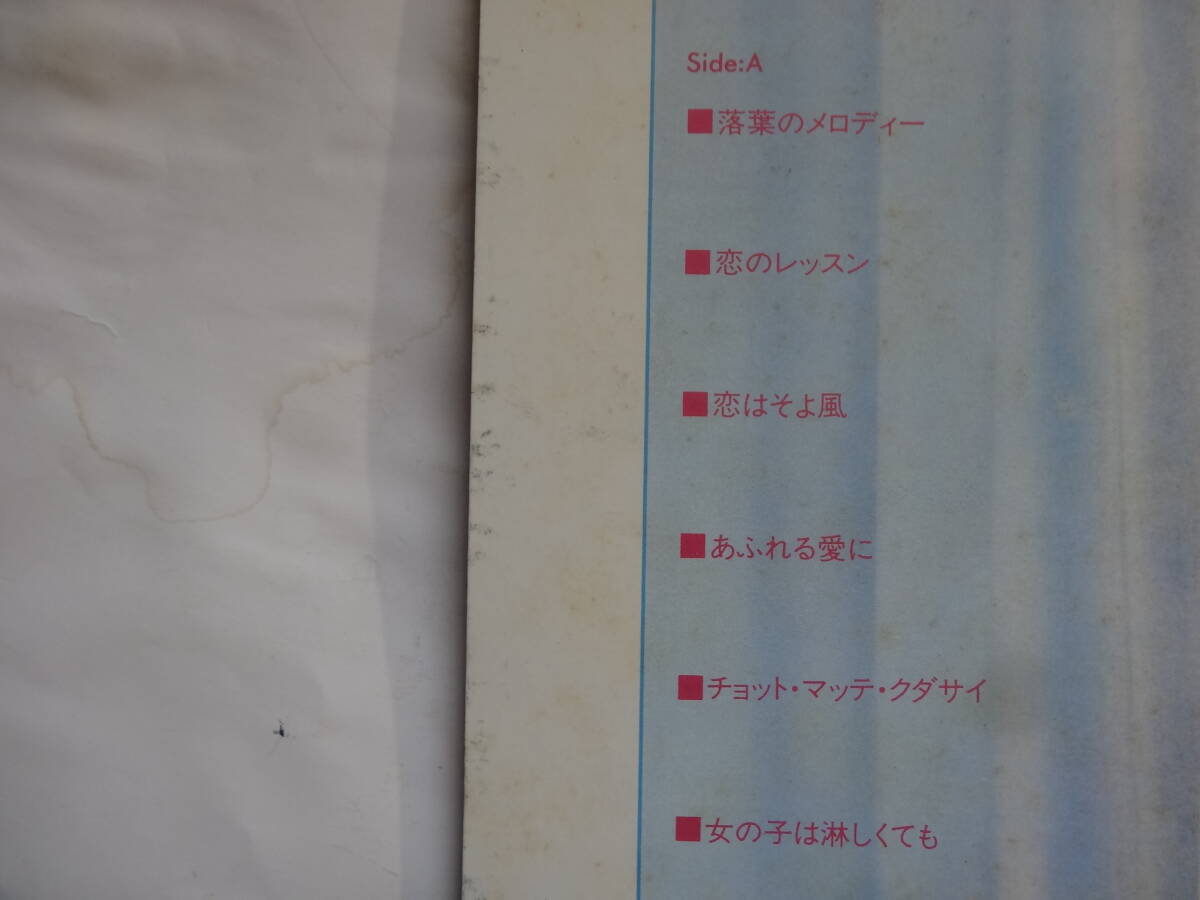 Side:A
■落葉のメロディー
■恋のレッスン
■恋はそよ風
■あふれる愛に
■チョット・マッテ・クダサイ
■女の子は淋しくても